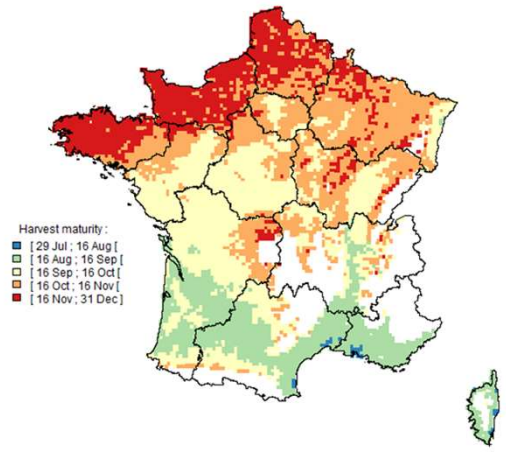 Harvest maturity :
[ 29 Jul ; 16 Aug [
[ 16 Aug ; 16 Sep [
[ 16 Sep ; 16 Oct [
[ 16 Oct ; 16 Nov [
[ 16 Nov ; 31 Dec ]